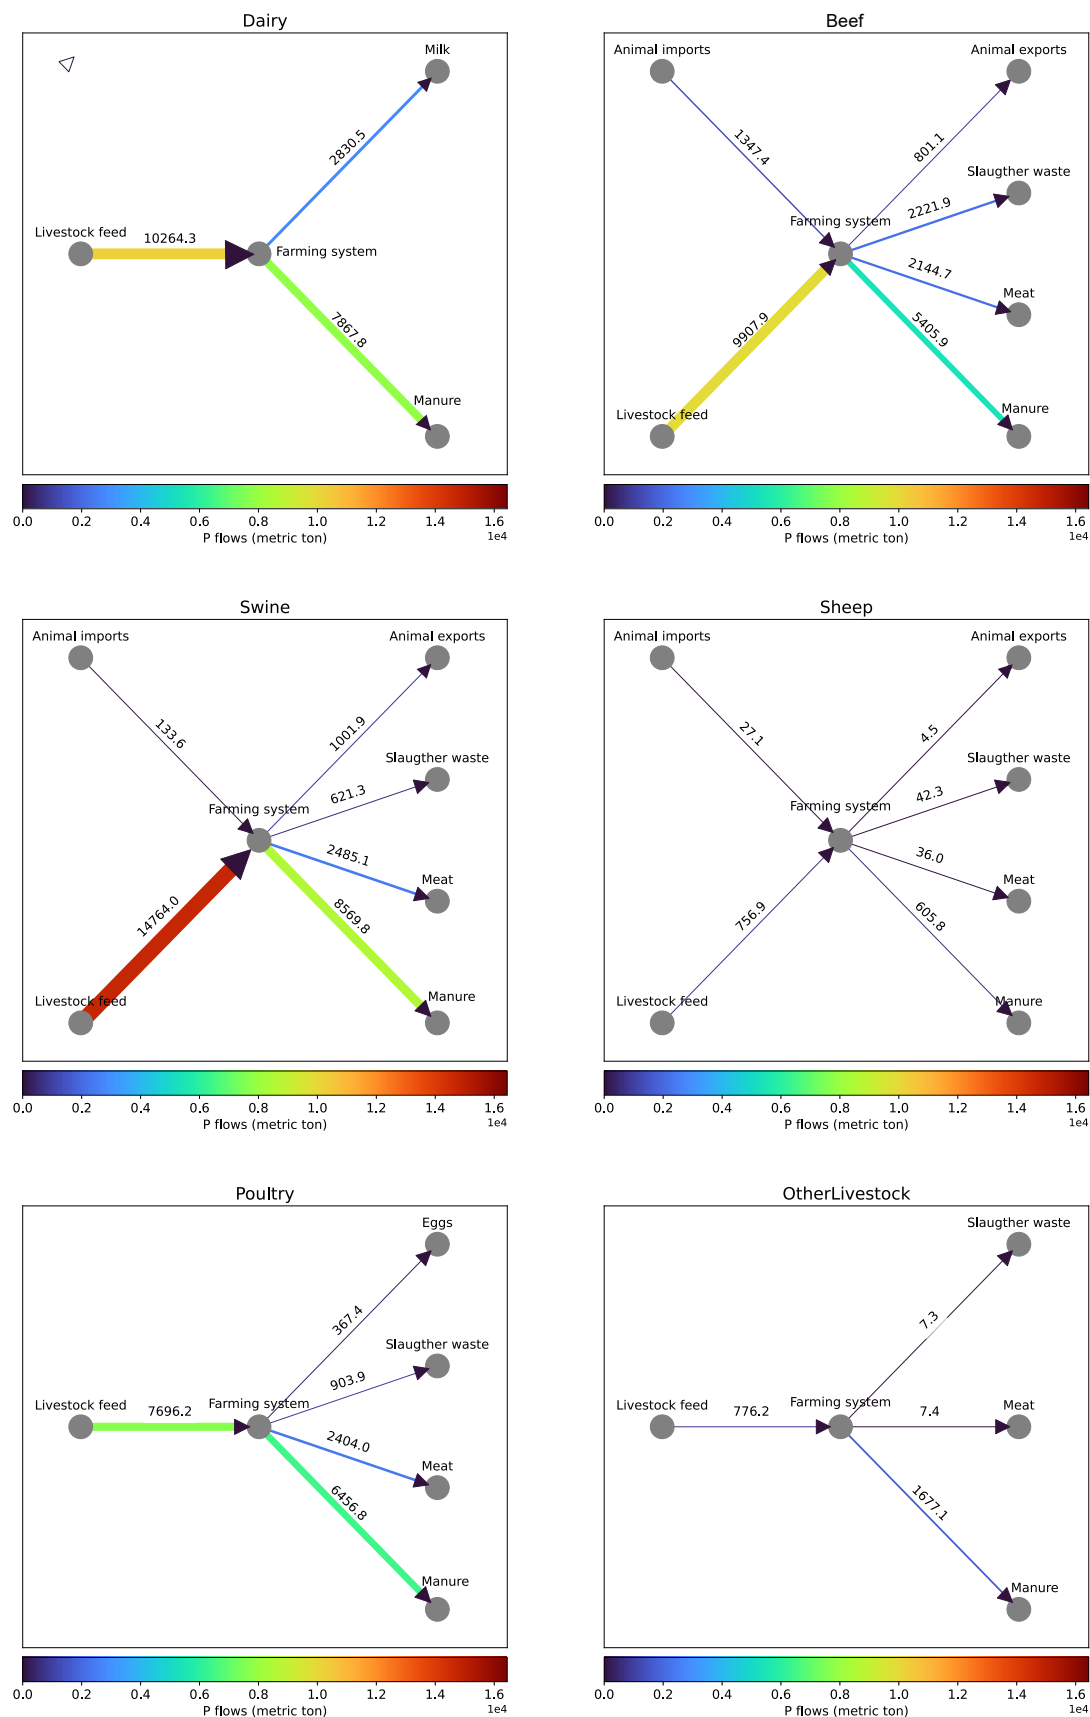 Dairy
Milk
2830.5
Livestock feed
10264.3
Farming system
7867.8
Manure
0.0 0.2 0.4 0.6 0.8 1.0 1.2 1.4 1.6
P flows (metric ton)
1e4
Beef
Animal imports
Animal exports
1347.4
801.1
Slaugther waste
Farming system
2221.9
2144.7
Meat
9907.9
5405.9
Livestock feed
Manure
0.0 0.2 0.4 0.6 0.8 1.0 1.2 1.4 1.6
P flows (metric ton)
1e4
Swine
Animal imports
Animal exports
133.6
1001.9
Slaugther waste
Farming system
621.3
2485.1
Meat
14764.0
8569.8
Livestock feed
Manure
0.0 0.2 0.4 0.6 0.8 1.0 1.2 1.4 1.6
P flows (metric ton)
1e4
Sheep
Animal imports
Animal exports
27.1
4.5
Slaugther waste
Farming system
42.3
36.0
Meat
756.9
605.8
Livestock feed
Manure
0.0 0.2 0.4 0.6 0.8 1.0 1.2 1.4 1.6
P flows (metric ton)
1e4
Poultry
Eggs
367.4
Slaugther waste
903.9
Livestock feed
7696.2
Farming system
2404.0
Meat
6456.8
Manure
0.0 0.2 0.4 0.6 0.8 1.0 1.2 1.4 1.6
P flows (metric ton)
1e4
OtherLivestock
Slaugther waste
7.3
Livestock feed
776.2
Farming system
7.4
Meat
1677.1
Manure
0.0 0.2 0.4 0.6 0.8 1.0 1.2 1.4 1.6
P flows (metric ton)
1e4